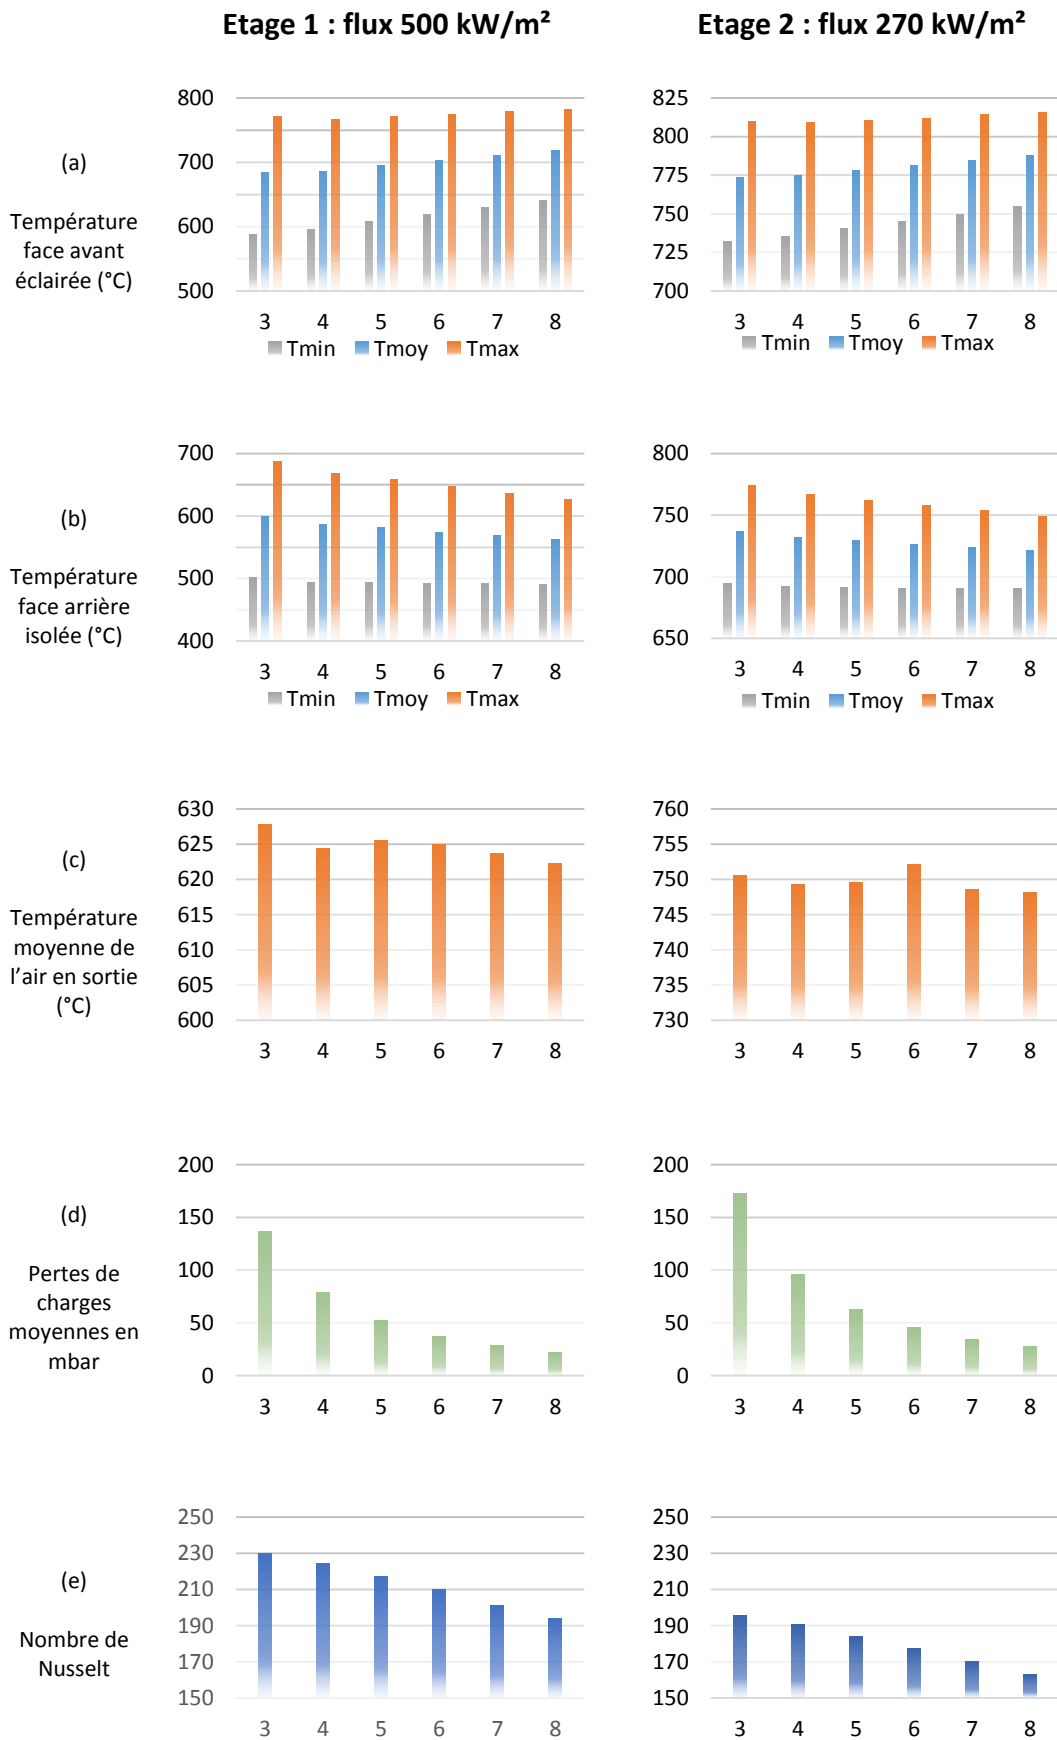 Etage 1 : flux 500 kW/m²
Etage 2 : flux 270 kW/m²
(a)
Température
face avant
éclairée (°C)
800
700
600
500
3 4 5 6 7 8
Tmin Tmoy Tmax
825
800
775
750
725
700
3 4 5 6 7 8
Tmin Tmoy Tmax
(b)
Température
face arrière
isolée (°C)
700
600
500
400
3 4 5 6 7 8
Tmin Tmoy Tmax
800
750
700
650
3 4 5 6 7 8
Tmin Tmoy Tmax
(c)
Température
moyenne de
l’air en sortie
(°C)
630
625
620
615
610
605
600
3 4 5 6 7 8
760
755
750
745
740
735
730
3 4 5 6 7 8
(d)
Pertes de
charges
moyennes en
mbar
200
150
100
50
0
3 4 5 6 7 8
200
150
100
50
0
3 4 5 6 7 8
(e)
Nombre de
Nusselt
250
230
210
190
170
150
3 4 5 6 7 8
250
230
210
190
170
150
3 4 5 6 7 8